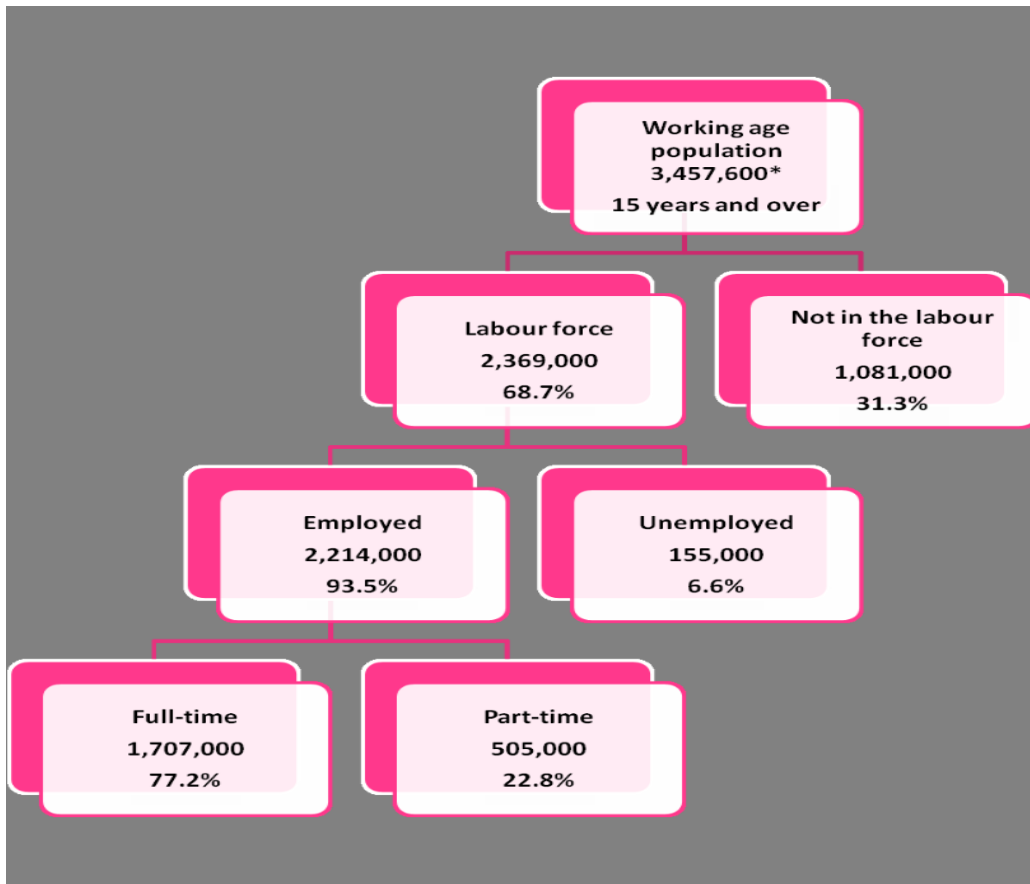 Working age
population
3,457,600*
15 years and over
Labour force
2,369,000
68.7%
Not in the labour
force
1,081,000
31.3%
Employed
2,214,000
93.5%
Unemployed
155,000
6.6%
Full-time
1,707,000
77.2%
Part-time
505,000
22.8%